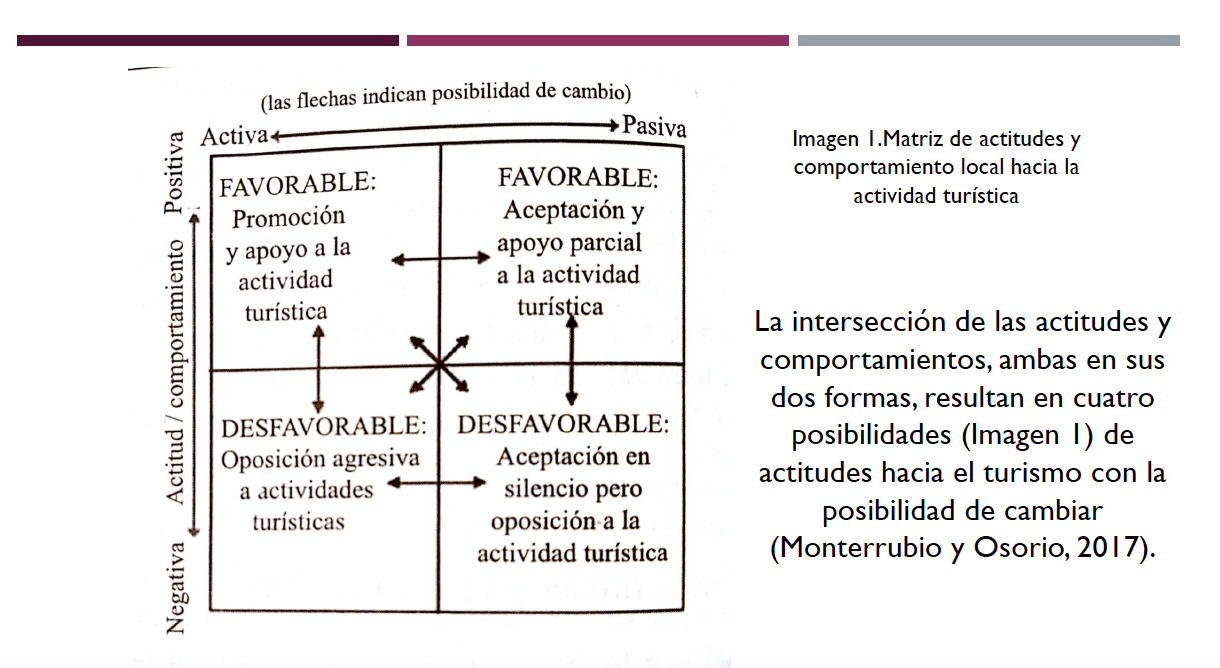 (las flechas indican posibilidad de cambio)
Activa
Pasiva
Positiva
Actitud / comportamiento
Negativa
FAVORABLE:
Promoción
y apoyo a la
actividad
turística
FAVORABLE:
Aceptación y
apoyo parcial
a la actividad
turística
DESFAVORABLE:
Oposición agresiva
a actividades
turísticas
DESFAVORABLE:
Aceptación en
silencio pero
oposición a la
actividad turística
Imagen 1.Matriz de actitudes y
comportamiento local hacia la
actividad turística
La intersección de las actitudes y
comportamientos, ambas en sus
dos formas, resultan en cuatro
posibilidades (Imagen 1) de
actitudes hacia el turismo con la
posibilidad de cambiar
(Monterrubio y Osorio, 2017).